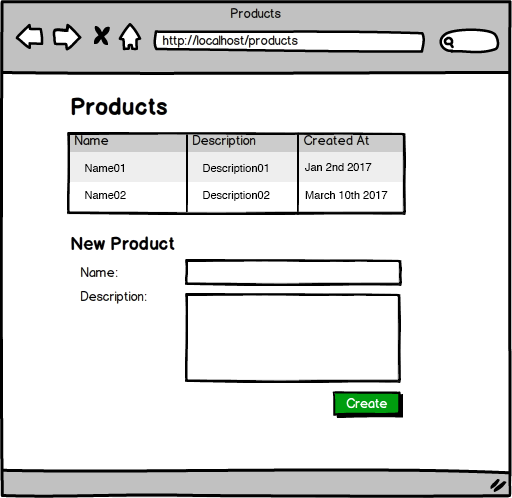 Products
http://localhost/products
Products
Name Description Created At
Name01 Description01 Jan 2nd 2017
Name02 Description02 March 10th 2017
New Product
Name:
Description:
Create